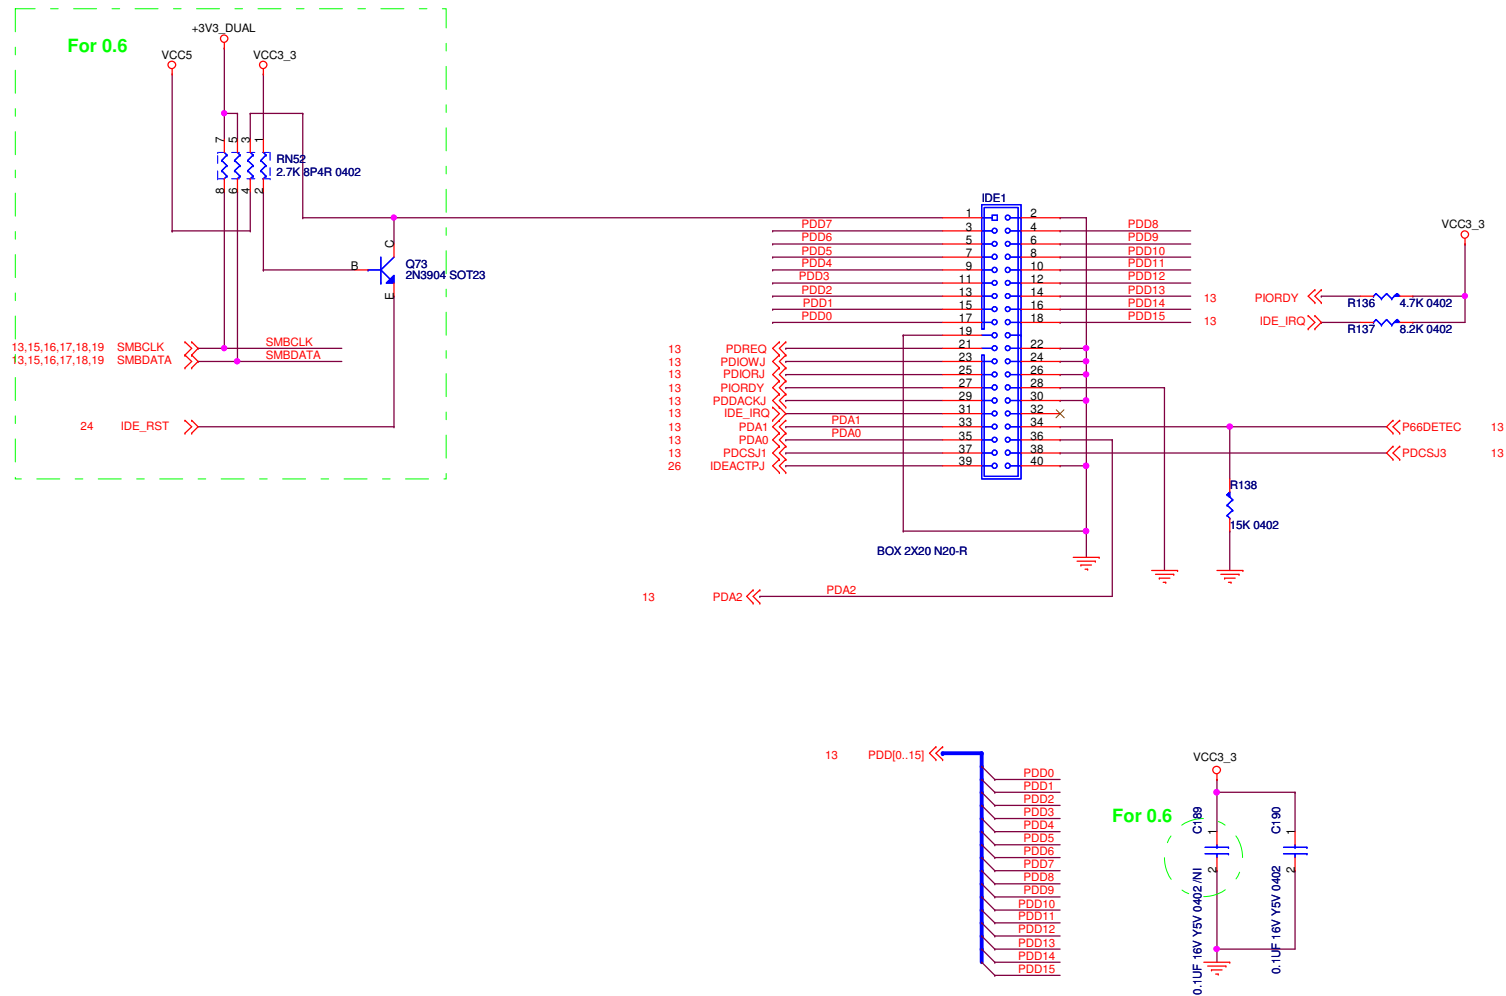 For 0.6
+3V3_DUAL
VCC5
VCC3_3
7 5 3 1
RN52
2.7K 8P4R 0402
8 6 4 2
C
B
E
Q73
2N3904 SOT23
13,15,16,17,18,19 SMBCLK SMBCLK
13,15,16,17,18,19 SMBDATA SMBDATA
24 IDE_RST
IDE1
1 2
PDD7 3 4 PDD8
PDD6 5 6 PDD9
PDD5 7 8 PDD10
PDD4 9 10 PDD11
PDD3 11 12 PDD12
PDD2 13 14 PDD13
PDD1 15 16 PDD14
PDD0 17 18 PDD15
19
13 PDREQ 21 22
13 PDIOWJ 23 24
13 PDIORJ 25 26
13 PIORDY 27 28
13 PDDACKJ 29 30
13 IDE_IRQ 31 32
13 PDA1 PDA1 33 34 P66DETEC 13
13 PDA0 PDA0 35 36
13 PDCSJ1 37 38 PDCSJ3 13
26 IDEACTPJ 39 40
BOX 2X20 N20-R
13 PDA2 PDA2
VCC3_3
13 PIORDY R136 4.7K 0402
13 IDE_IRQ R137 8.2K 0402
R138
15K 0402
13 PDD[0..15]
PDD0
PDD1
PDD2
PDD3
PDD4
PDD5
PDD6
PDD7
PDD8
PDD9
PDD10
PDD11
PDD12
PDD13
PDD14
PDD15
VCC3_3
For 0.6
C189
1
2
0.1UF 16V Y5V 0402 /NI
C190
1
2
0.1UF 16V Y5V 0402